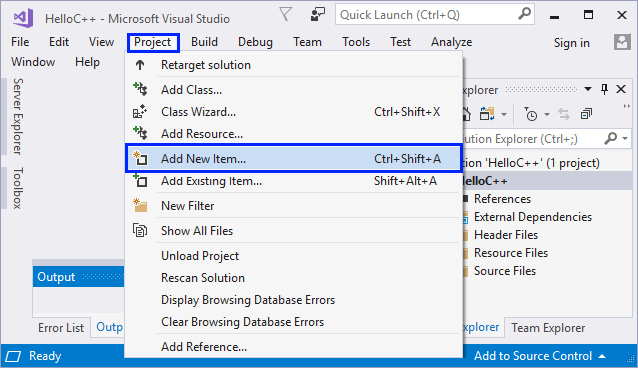 HelloC++ - Microsoft Visual Studio
Quick Launch (Ctrl+Q)
File Edit View Project Build Debug Team Tools Test Analyze Sign in
Window Help
Server Explorer
Toolbox
Retarget solution
Add Class...
Class Wizard... Ctrl+Shift+X
Add Resource...
Add New Item... Ctrl+Shift+A
Add Existing Item... Shift+Alt+A
New Filter
Show All Files
Unload Project
Rescan Solution
Display Browsing Database Errors
Clear Browsing Database Errors
Add Reference...
Output
Error List Outp
xplorer
ution Explorer (Ctrl+;)
tion 'HelloC++' (1 project)
elloC++
References
External Dependencies
Header Files
Resource Files
Source Files
xplorer Team Explorer
Ready Add to Source Control